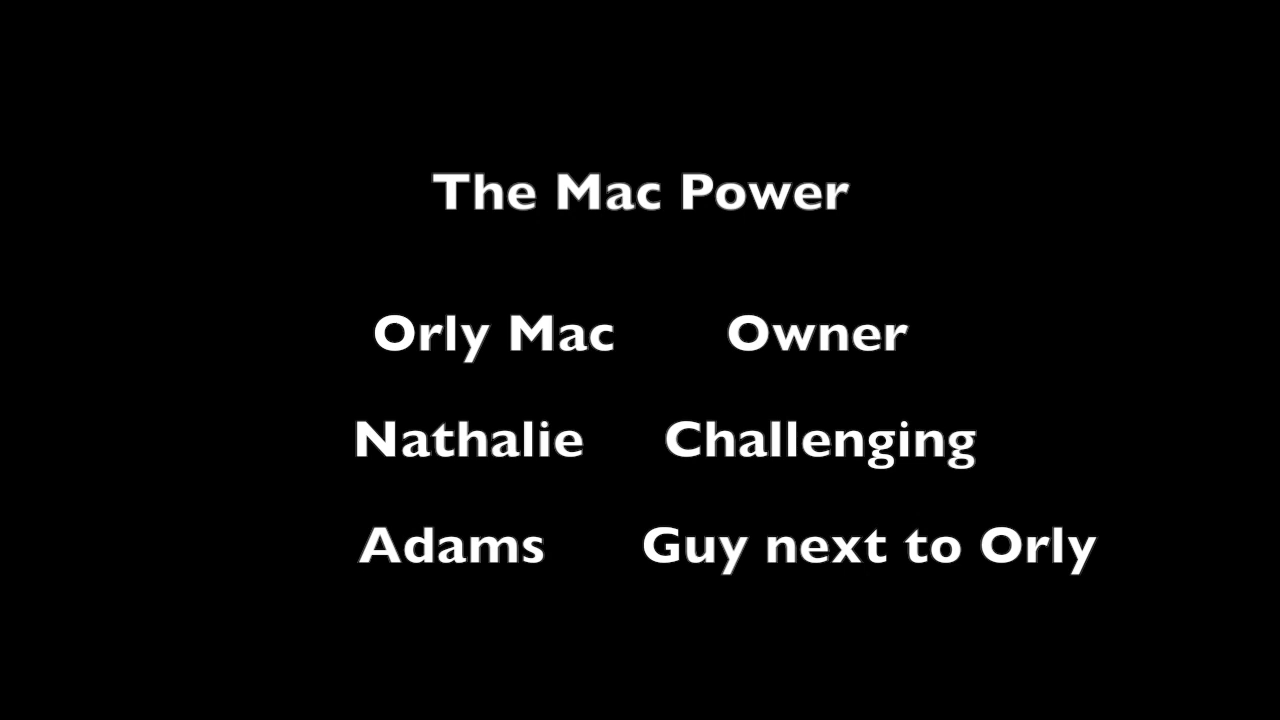 The Mac Power
Orly Mac Owner
Nathalie Challenging
Adams Guy next to Orly